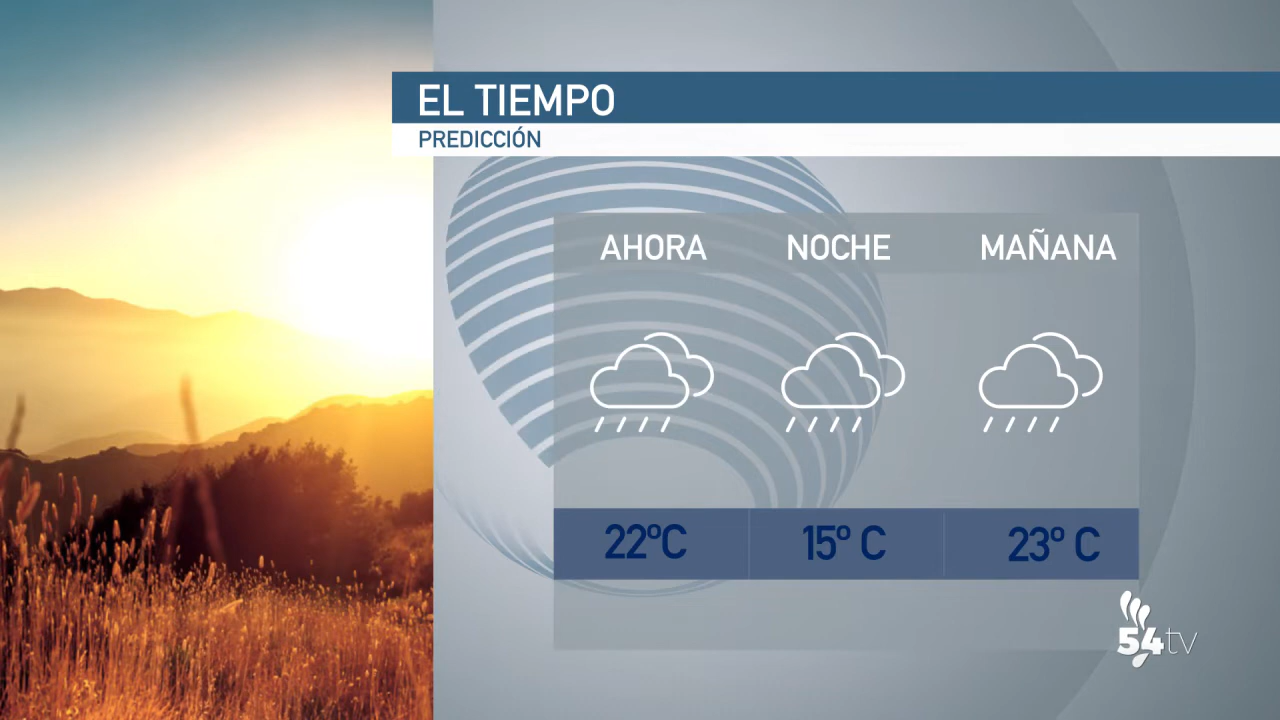 EL TIEMPO
PREDICCIÓN
AHORA NOCHE MAÑANA
22ºC 15º C 23º C
54tv